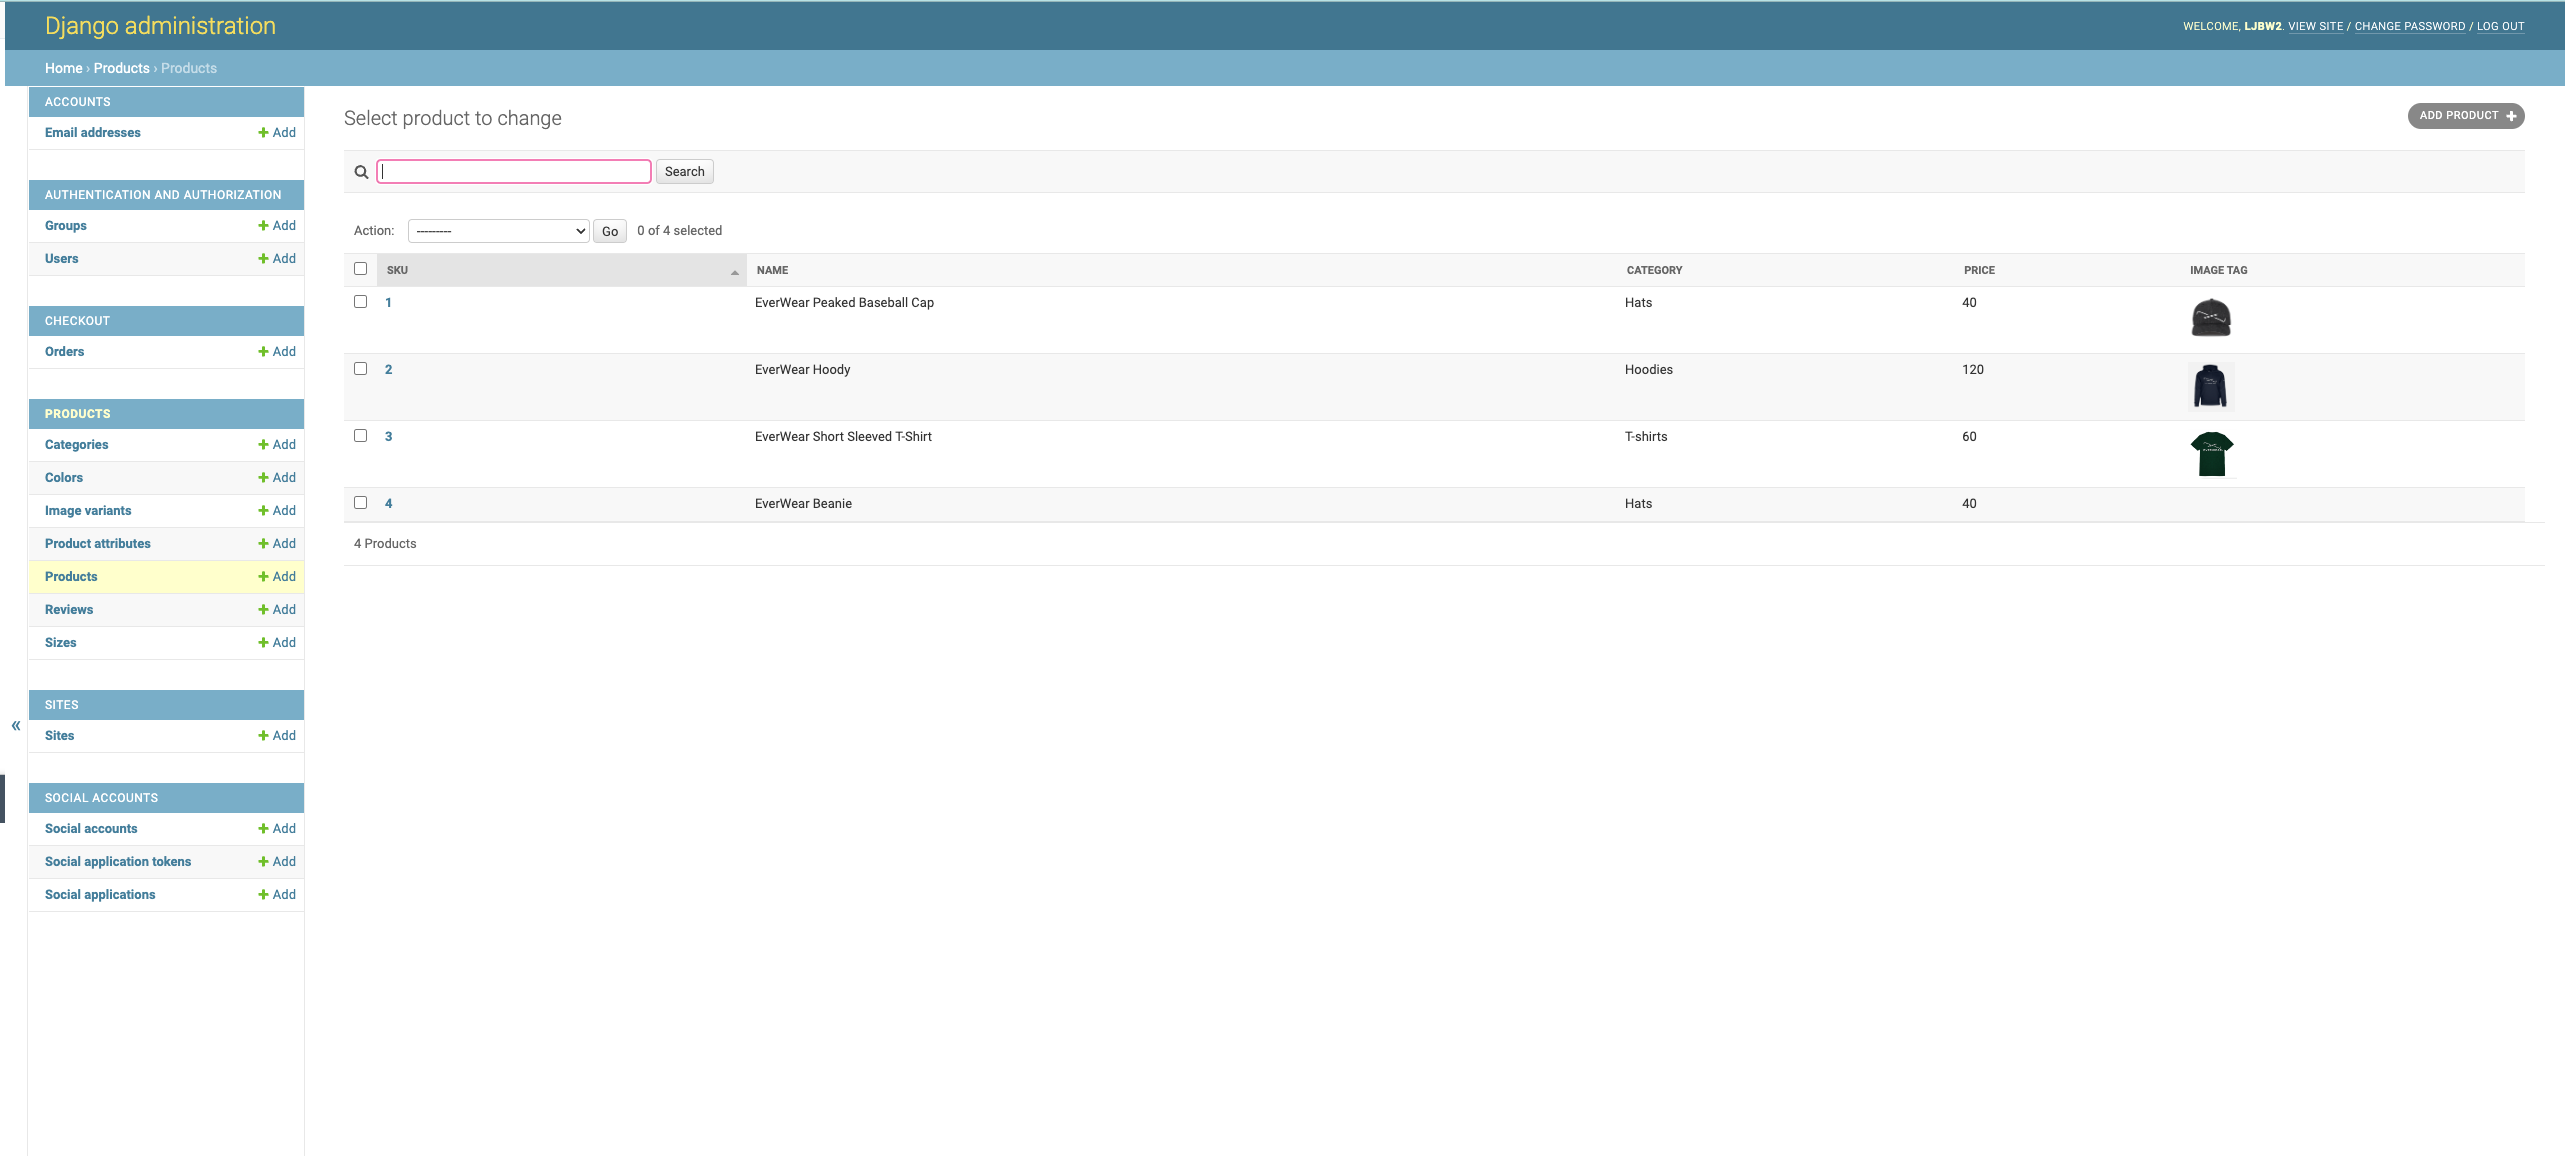 Django administration
WELCOME, LJBW2. VIEW SITE / CHANGE PASSWORD / LOG OUT
Home › Products › Products
ACCOUNTS
Email addresses + Add
AUTHENTICATION AND AUTHORIZATION
Groups + Add
Users + Add
CHECKOUT
Orders + Add
PRODUCTS
Categories + Add
Colors + Add
Image variants + Add
Product attributes + Add
Products + Add
Reviews + Add
Sizes + Add
SITES
«
Sites + Add
SOCIAL ACCOUNTS
Social accounts + Add
Social application tokens + Add
Social applications + Add
Select product to change
ADD PRODUCT +
Search
Action: --------- Go 0 of 4 selected
SKU NAME CATEGORY PRICE IMAGE TAG
1 EverWear Peaked Baseball Cap Hats 40
2 EverWear Hoody Hoodies 120
3 EverWear Short Sleeved T-Shirt T-shirts 60
4 EverWear Beanie Hats 40
4 Products